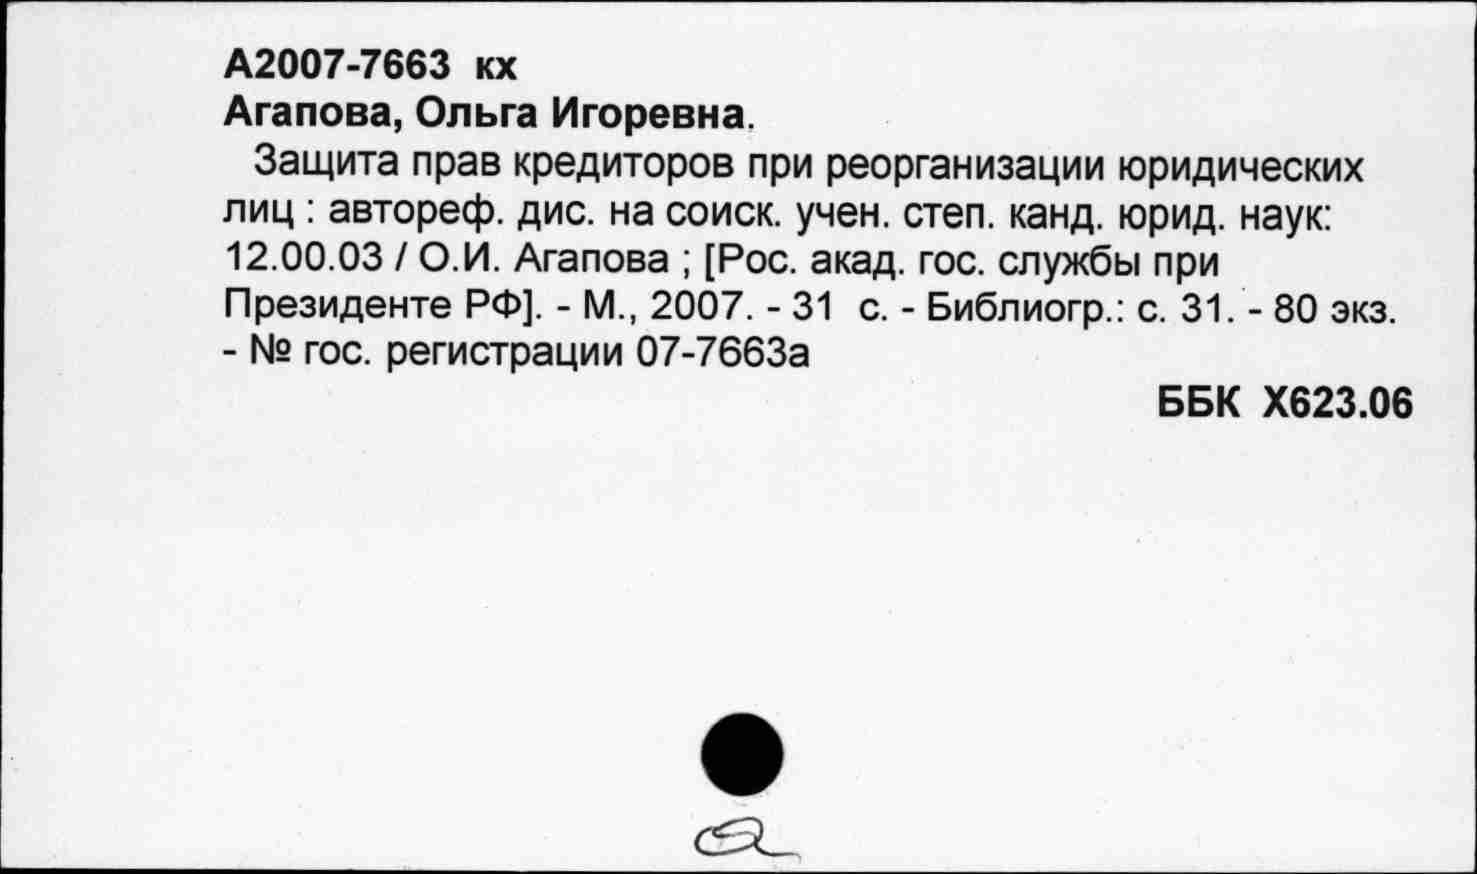 А2007-7663 кх
Агапова, Ольга Игоревна.
Защита прав кредиторов при реорганизации юридических
лиц : автореф. дис. на соиск. учен. степ. канд. юрид. наук:
12.00.03 / О.И. Агапова ; [Рос. акад. гос. службы при
Президенте РФ]. - М., 2007. - 31 с. - Библиогр.: с. 31. - 80 экз.
- № гос. регистрации 07-7663а
ББК Х623.06